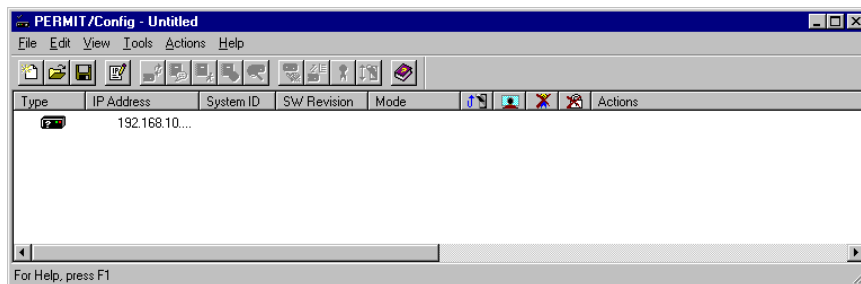 PERMIT/Config - Untitled
File Edit View Tools Actions Help
Type IP Address System ID SW Revision Mode Actions
192.168.10....
For Help, press F1